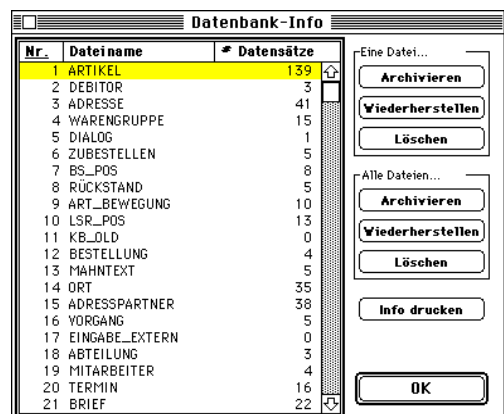 Datenbank-Info
Nr. Dateiname # Datensätze
1 ARTIKEL 139
2 DEBITOR 3
3 ADRESSE 41
4 WARENGRUPPE 15
5 DIALOG 1
6 ZUBESTELLEN 5
7 BS_POS 8
8 RÜCKSTAND 5
9 ART_BEWEGUNG 10
10 LSR_POS 13
11 KB_OLD 0
12 BESTELLUNG 4
13 MAHNTEXT 5
14 ORT 35
15 ADRESSPARTNER 38
16 VORGANG 5
17 EINGABE_EXTERN 0
18 ABTEILUNG 3
19 MITARBEITER 4
20 TERMIN 16
21 BRIEF 22
Eine Datei...
Archivieren
Wiederherstellen
Löschen
Alle Dateien...
Archivieren
Wiederherstellen
Löschen
Info drucken
OK